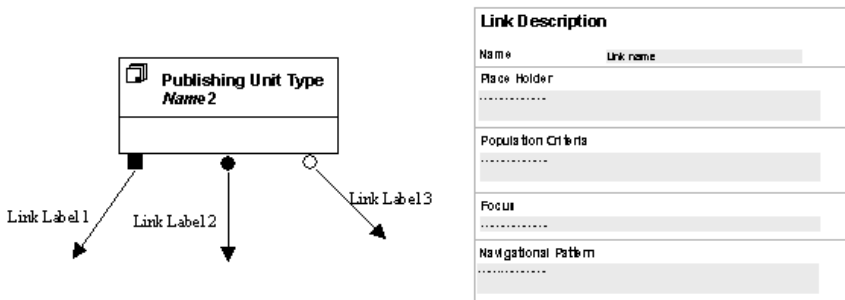 Publishing Unit Type
Name2
Link Label1
Link Label2
Link Label3
Link Description
Name Link name
Place Holder
-------------
Population Criteria
-------------
Focus
-------------
Navigational Pattern
-------------